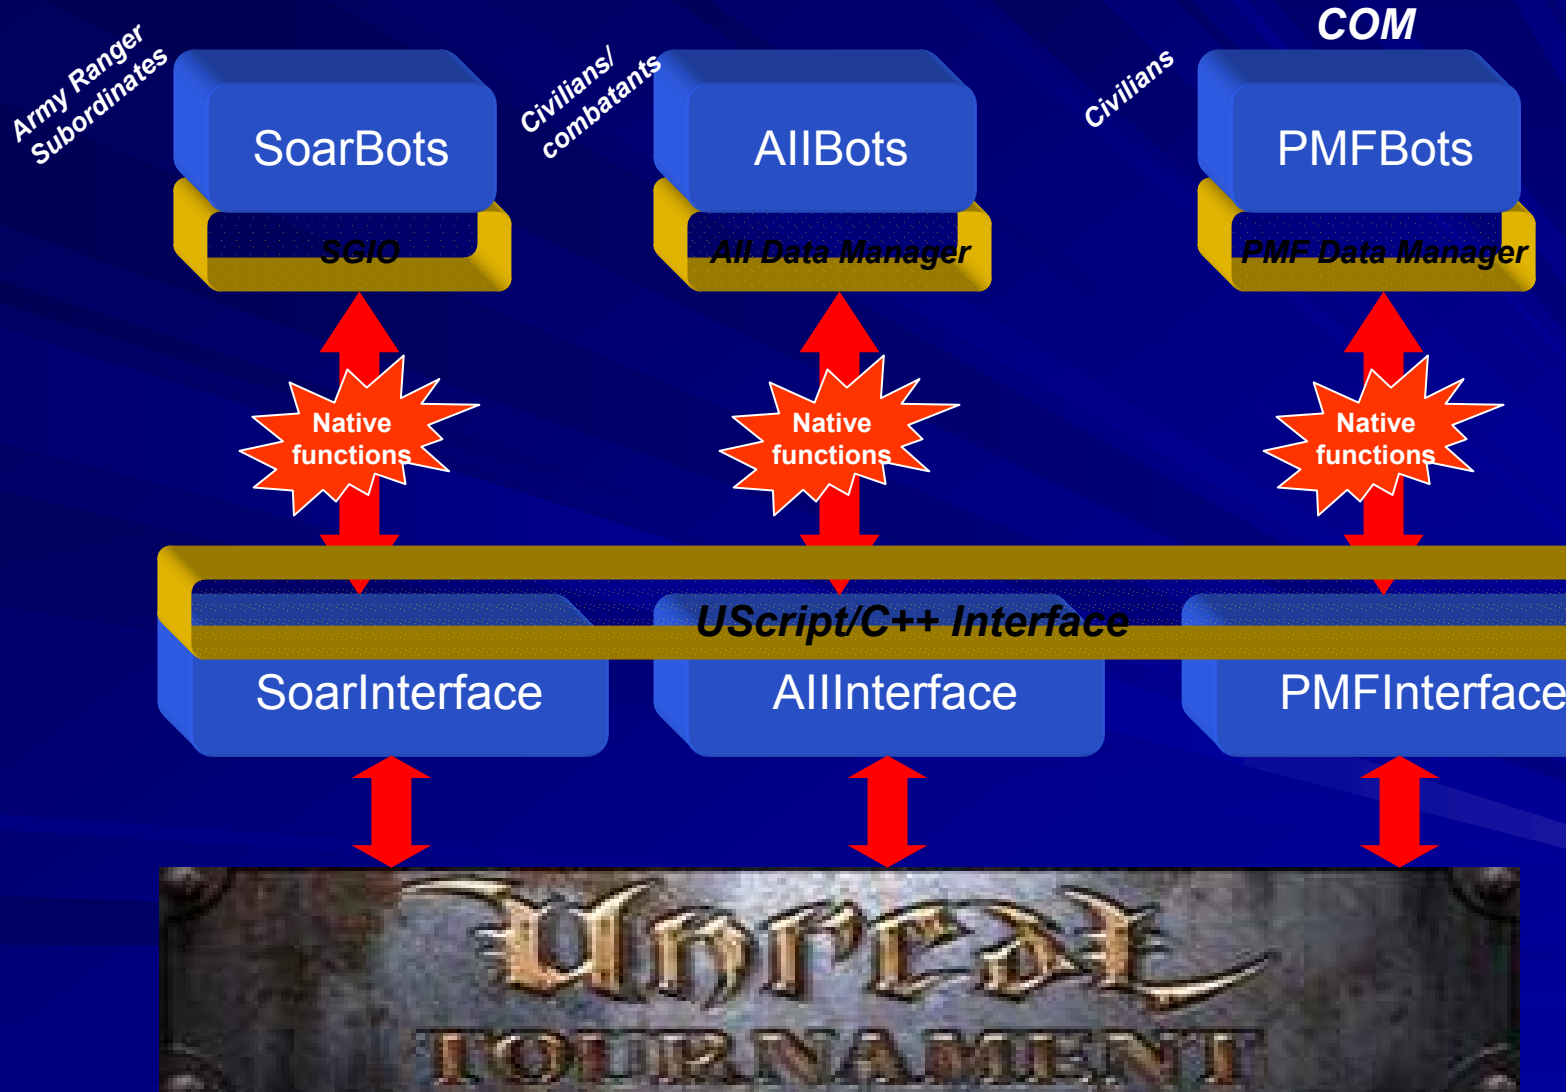 COM
Army Ranger
Subordinates
SoarBots
SGIO
Civilians/
combatants
AIIBots
AII Data Manager
Civilians
PMFBots
PMF Data Manager
Native
functions
Native
functions
Native
functions
UScript/C++ Interface
SoarInterface
AIIInterface
PMFInterface
UnreaL
TOURNAMENT